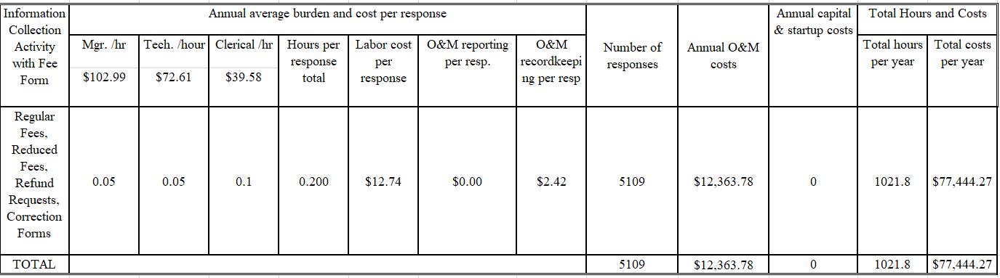 Information
Collection
Activity
with Fee
Form
Annual average burden and cost per response
Mgr. /hr
$102.99
Tech. /hour
$72.61
Clerical /hr
$39.58
Hours per
response
total
Labor cost
per
response
O&M reporting
per resp.
O&M
recordkeepi
ng per resp
Number of
responses
Annual O&M
costs
Annual capital
& startup costs
Total Hours and Costs
Total hours
per year
Total costs
per year
Regular
Fees,
Reduced
Fees,
Refund
Requests,
Correction
Forms
0.05
0.05
0.1
0.200
$12.74
$0.00
$2.42
5109
$12,363.78
0
1021.8
$77,444.27
TOTAL
5109
$12,363.78
0
1021.8
$77,444.27